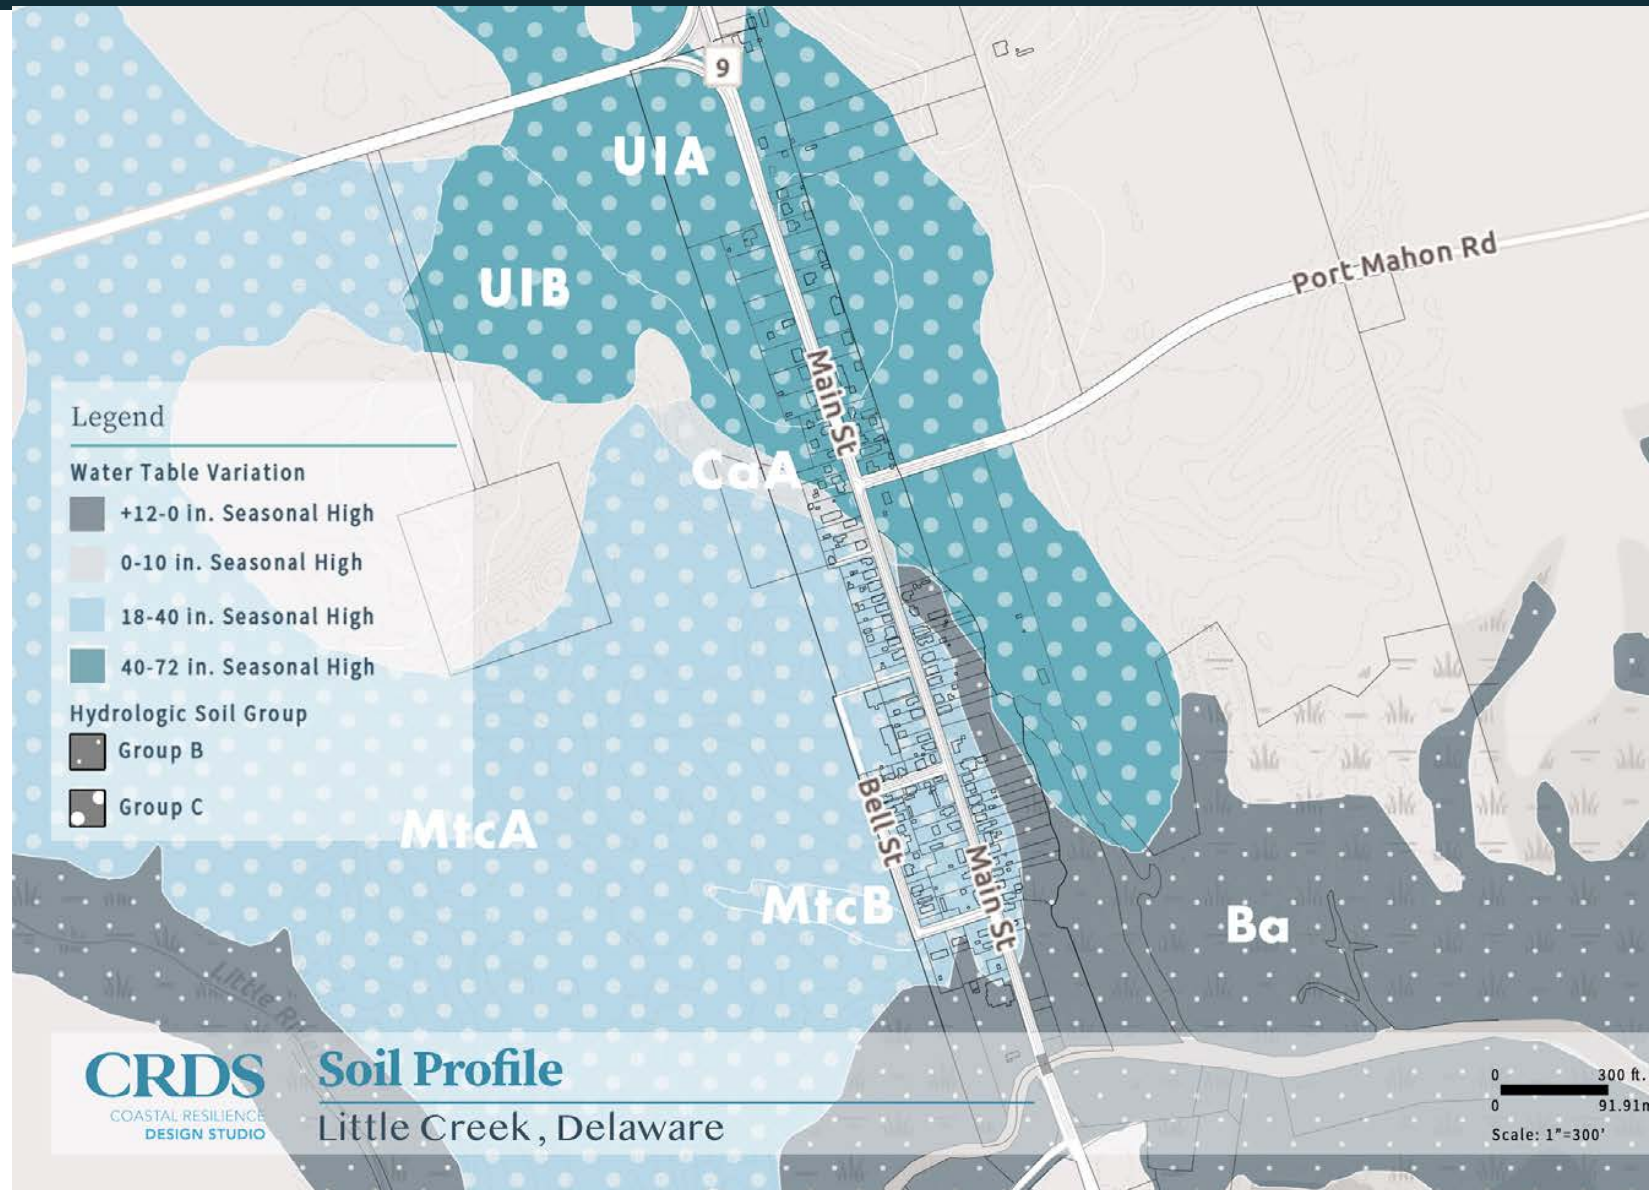 9
UIA
UIB
Port Mahon Rd
Main St
CaA
Legend
Water Table Variation
+12-0 in. Seasonal High
0-10 in. Seasonal High
18-40 in. Seasonal High
40-72 in. Seasonal High
Hydrologic Soil Group
Group B
Group C
MtcA
Bell St
Main St
MtcB
Ba
Little
CRDS
COASTAL RESILIENCE
DESIGN STUDIO
Soil Profile
Little Creek, Delaware
0 300 ft.
0 91.91m
Scale: 1"=300'